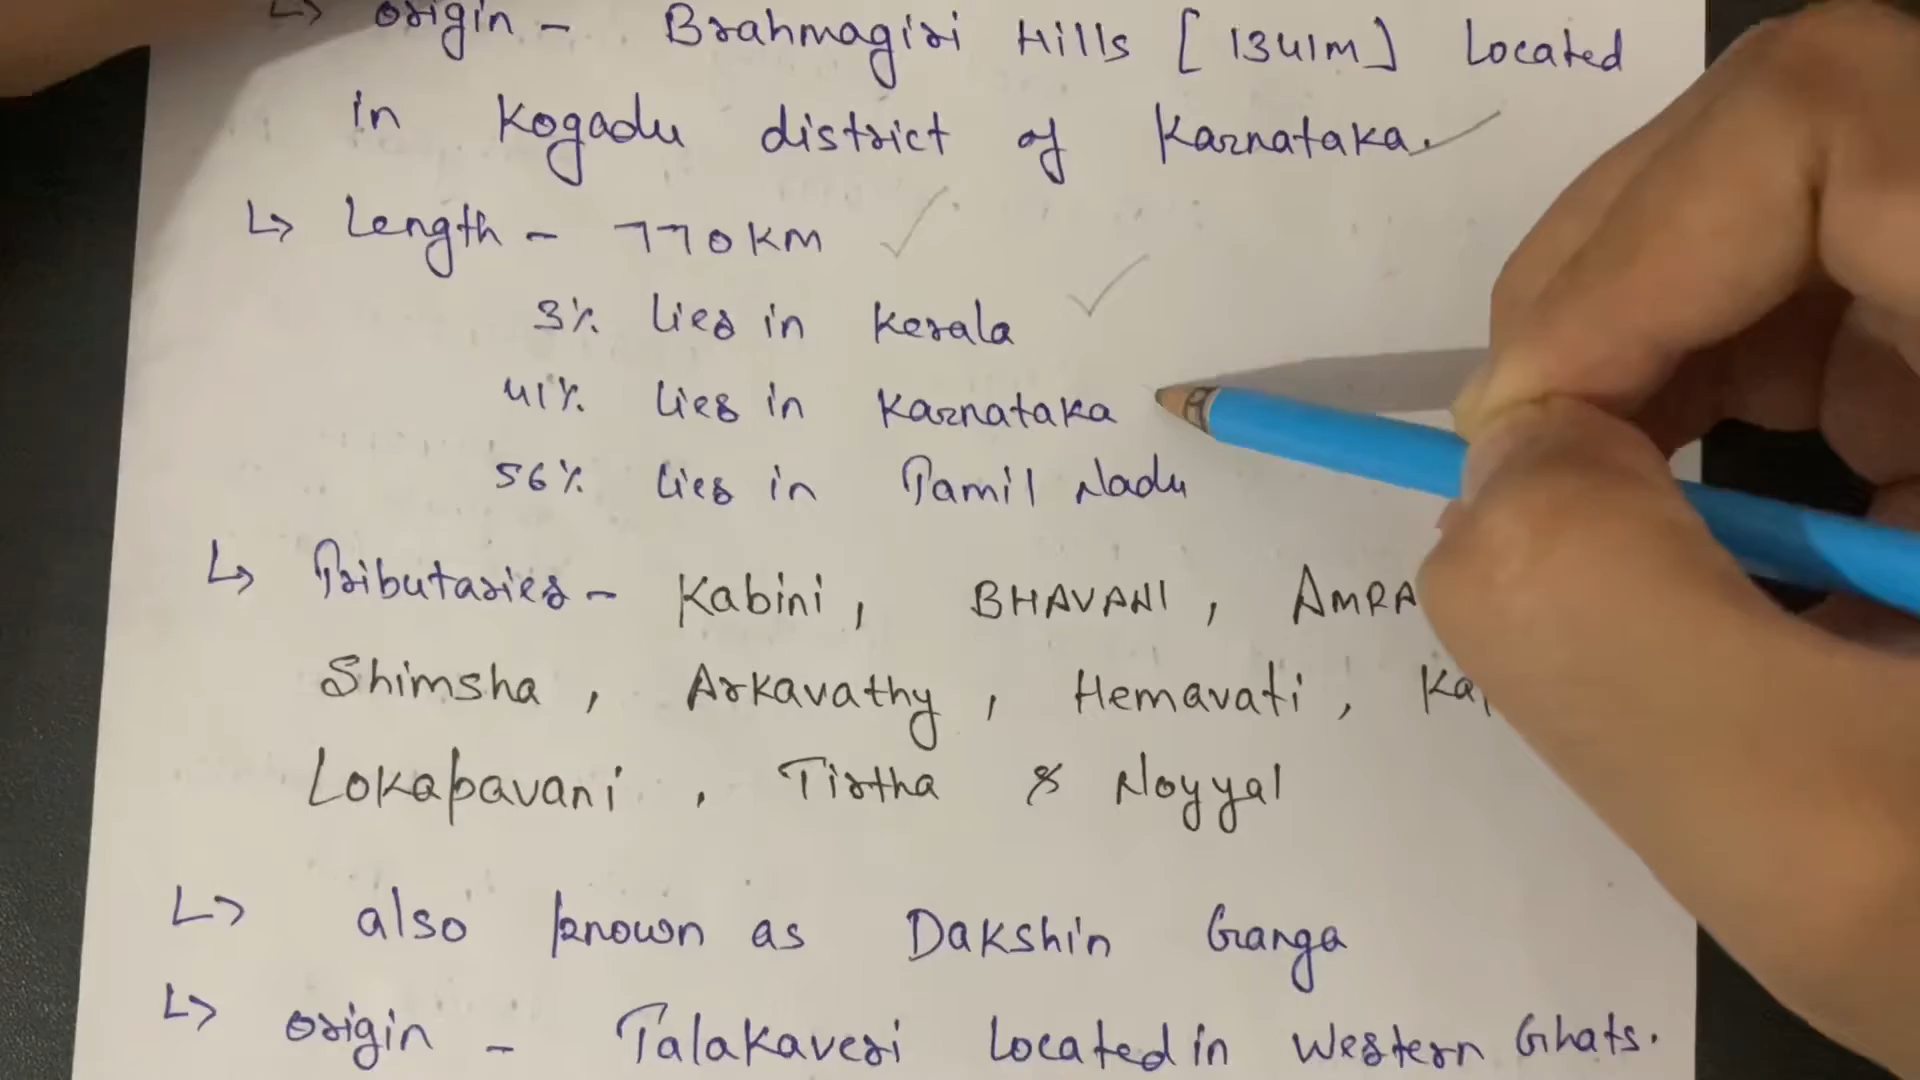 ↳ origin - Brahmagiri Hills [1341m] Located
in Kogadu district of Karnataka.
↳ Length - 770KM
3% Lies in Kerala
41% Lies in Karnataka
56% Lies in Tamil Nadu
↳ Tributaries - Kabini, BHAVANI,
Shimsha, Arkavathy, Hemavati,
Lokapavani, Tirtha & Noyyal
↳ also known as Dakshin Ganga
↳ origin - Talakaveri Located in Western Ghats.